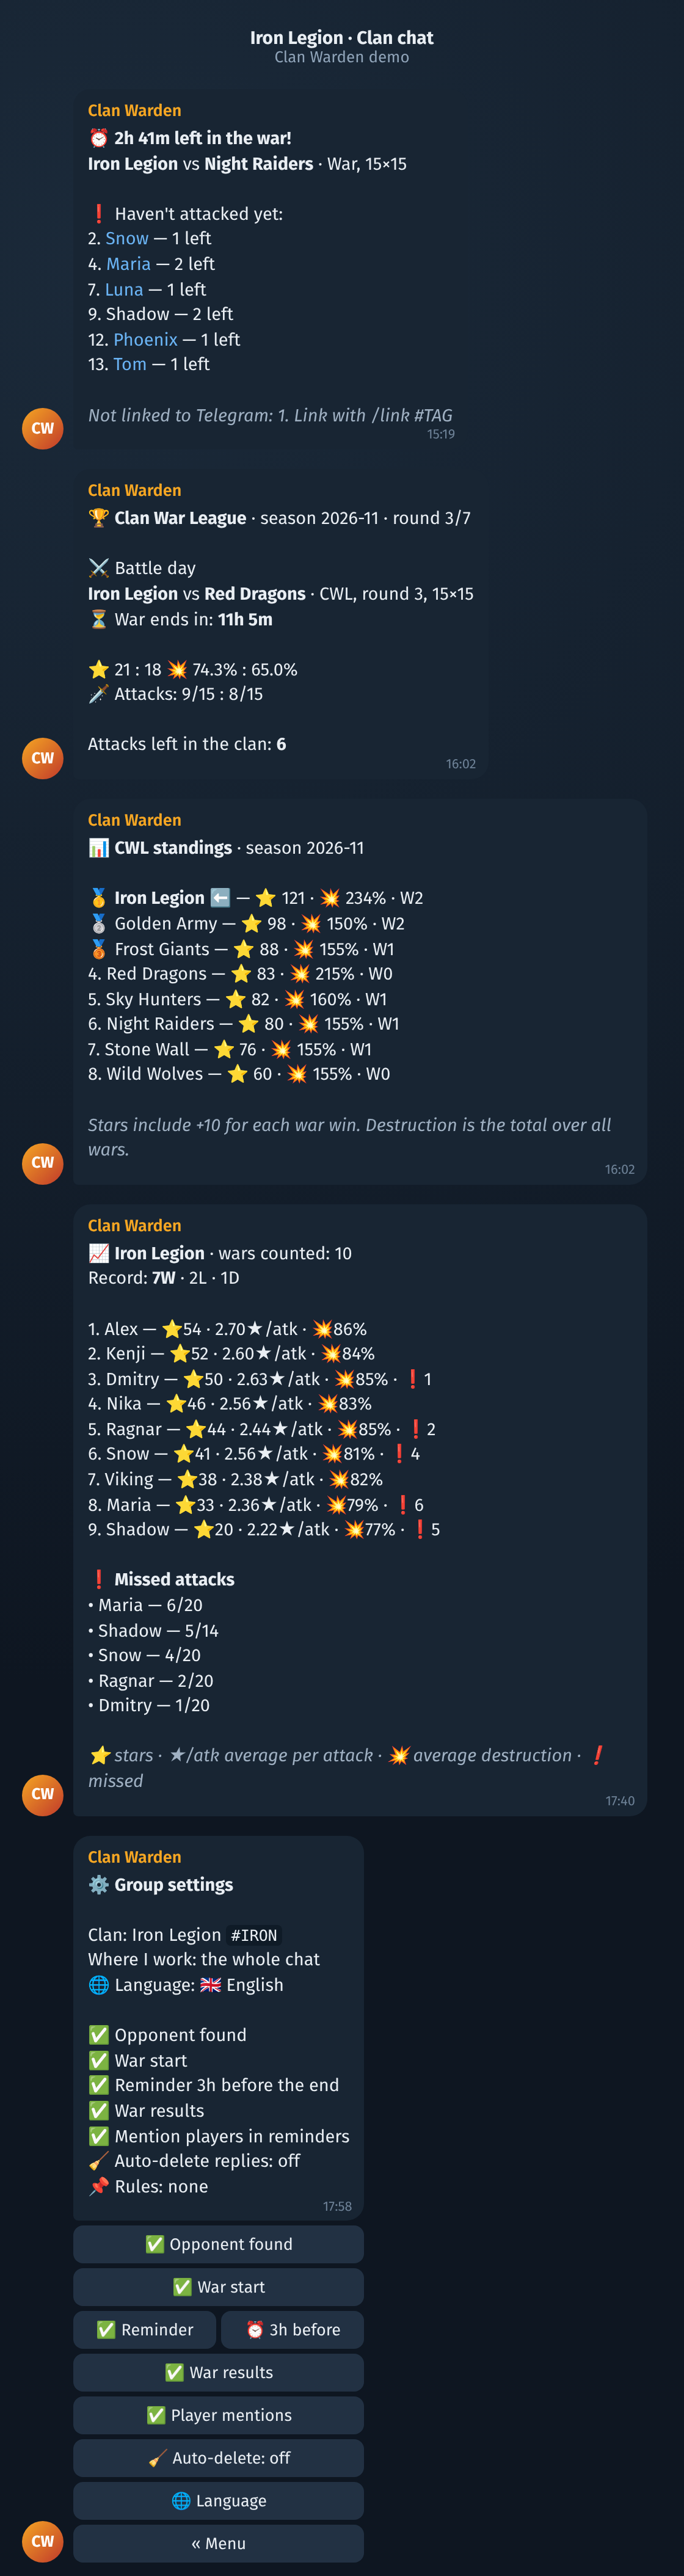 Iron Legion · Clan chat
Clan Warden demo
Clan Warden
⏰ 2h 41m left in the war!
Iron Legion vs Night Raiders · War, 15×15
❗ Haven't attacked yet:
2. Snow — 1 left
4. Maria — 2 left
7. Luna — 1 left
9. Shadow — 2 left
12. Phoenix — 1 left
13. Tom — 1 left
Not linked to Telegram: 1. Link with /link #TAG
CW
15:19
Clan Warden
🏆 Clan War League · season 2026-11 · round 3/7
⚔️ Battle day
Iron Legion vs Red Dragons · CWL, round 3, 15×15
⏳ War ends in: 11h 5m
⭐ 21 : 18 💥 74.3% : 65.0%
🗡️ Attacks: 9/15 : 8/15
Attacks left in the clan: 6
CW
16:02
Clan Warden
📊 CWL standings · season 2026-11
🥇 Iron Legion ⬅️ — ⭐ 121 · 💥 234% · W2
🥈 Golden Army — ⭐ 98 · 💥 150% · W2
🥉 Frost Giants — ⭐ 88 · 💥 155% · W1
4. Red Dragons — ⭐ 83 · 💥 215% · W0
5. Sky Hunters — ⭐ 82 · 💥 160% · W1
6. Night Raiders — ⭐ 80 · 💥 155% · W1
7. Stone Wall — ⭐ 76 · 💥 155% · W1
8. Wild Wolves — ⭐ 60 · 💥 155% · W0
Stars include +10 for each war win. Destruction is the total over all
wars.
CW
16:02
Clan Warden
📈 Iron Legion · wars counted: 10
Record: 7W · 2L · 1D
1. Alex — ⭐54 · 2.70★/atk · 💥86%
2. Kenji — ⭐52 · 2.60★/atk · 💥84%
3. Dmitry — ⭐50 · 2.63★/atk · 💥85% · ❗1
4. Nika — ⭐46 · 2.56★/atk · 💥83%
5. Ragnar — ⭐44 · 2.44★/atk · 💥85% · ❗2
6. Snow — ⭐41 · 2.56★/atk · 💥81% · ❗4
7. Viking — ⭐38 · 2.38★/atk · 💥82%
8. Maria — ⭐33 · 2.36★/atk · 💥79% · ❗6
9. Shadow — ⭐20 · 2.22★/atk · 💥77% · ❗5
❗ Missed attacks
• Maria — 6/20
• Shadow — 5/14
• Snow — 4/20
• Ragnar — 2/20
• Dmitry — 1/20
⭐ stars · ★/atk average per attack · 💥 average destruction · ❗
missed
CW
17:40
Clan Warden
⚙️ Group settings
Clan: Iron Legion #IRON
Where I work: the whole chat
🌐 Language: 🇬🇧 English
✅ Opponent found
✅ War start
✅ Reminder 3h before the end
✅ War results
✅ Mention players in reminders
🧹 Auto-delete replies: off
📌 Rules: none
17:58
✅ Opponent found
✅ War start
✅ Reminder
⏰ 3h before
✅ War results
✅ Player mentions
🧹 Auto-delete: off
🌐 Language
CW
« Menu